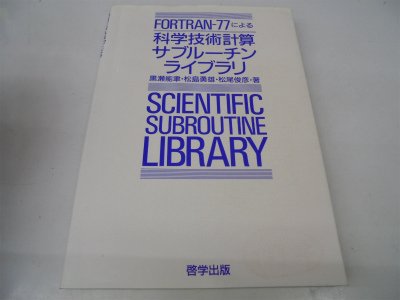 FORTRAN-77による
科学技術計算
サブルーチン
ライブラリ
黒瀬能聿・松島勇雄・松尾俊彦・著
SCIENTIFIC
SUBROUTINE
LIBRARY
啓学出版